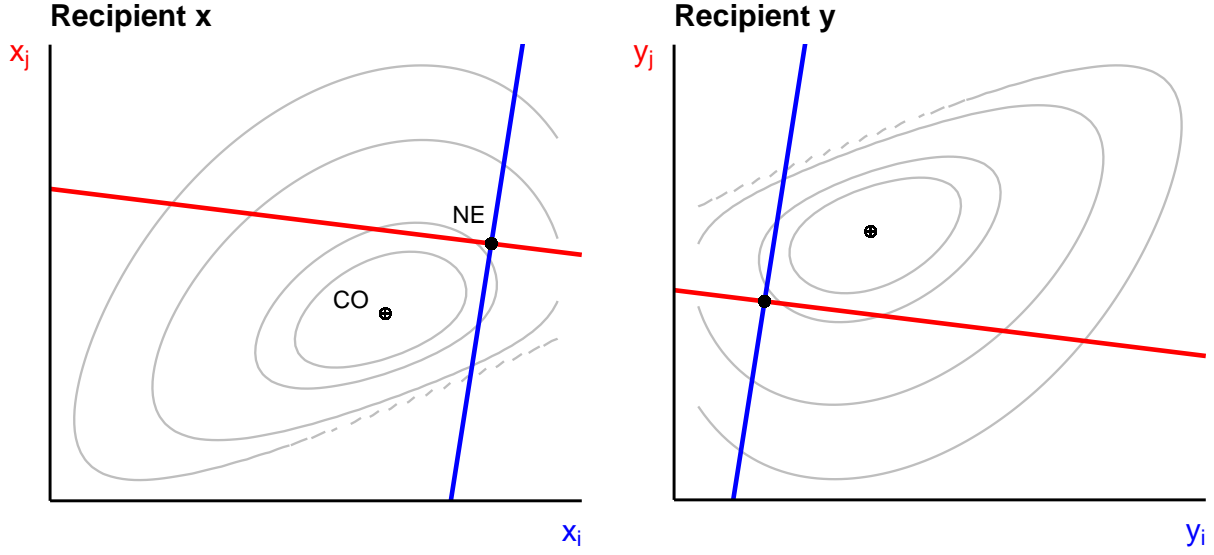 Recipient x
Recipient y
xⱼ
yⱼ
NE
CO
xᵢ
yᵢ